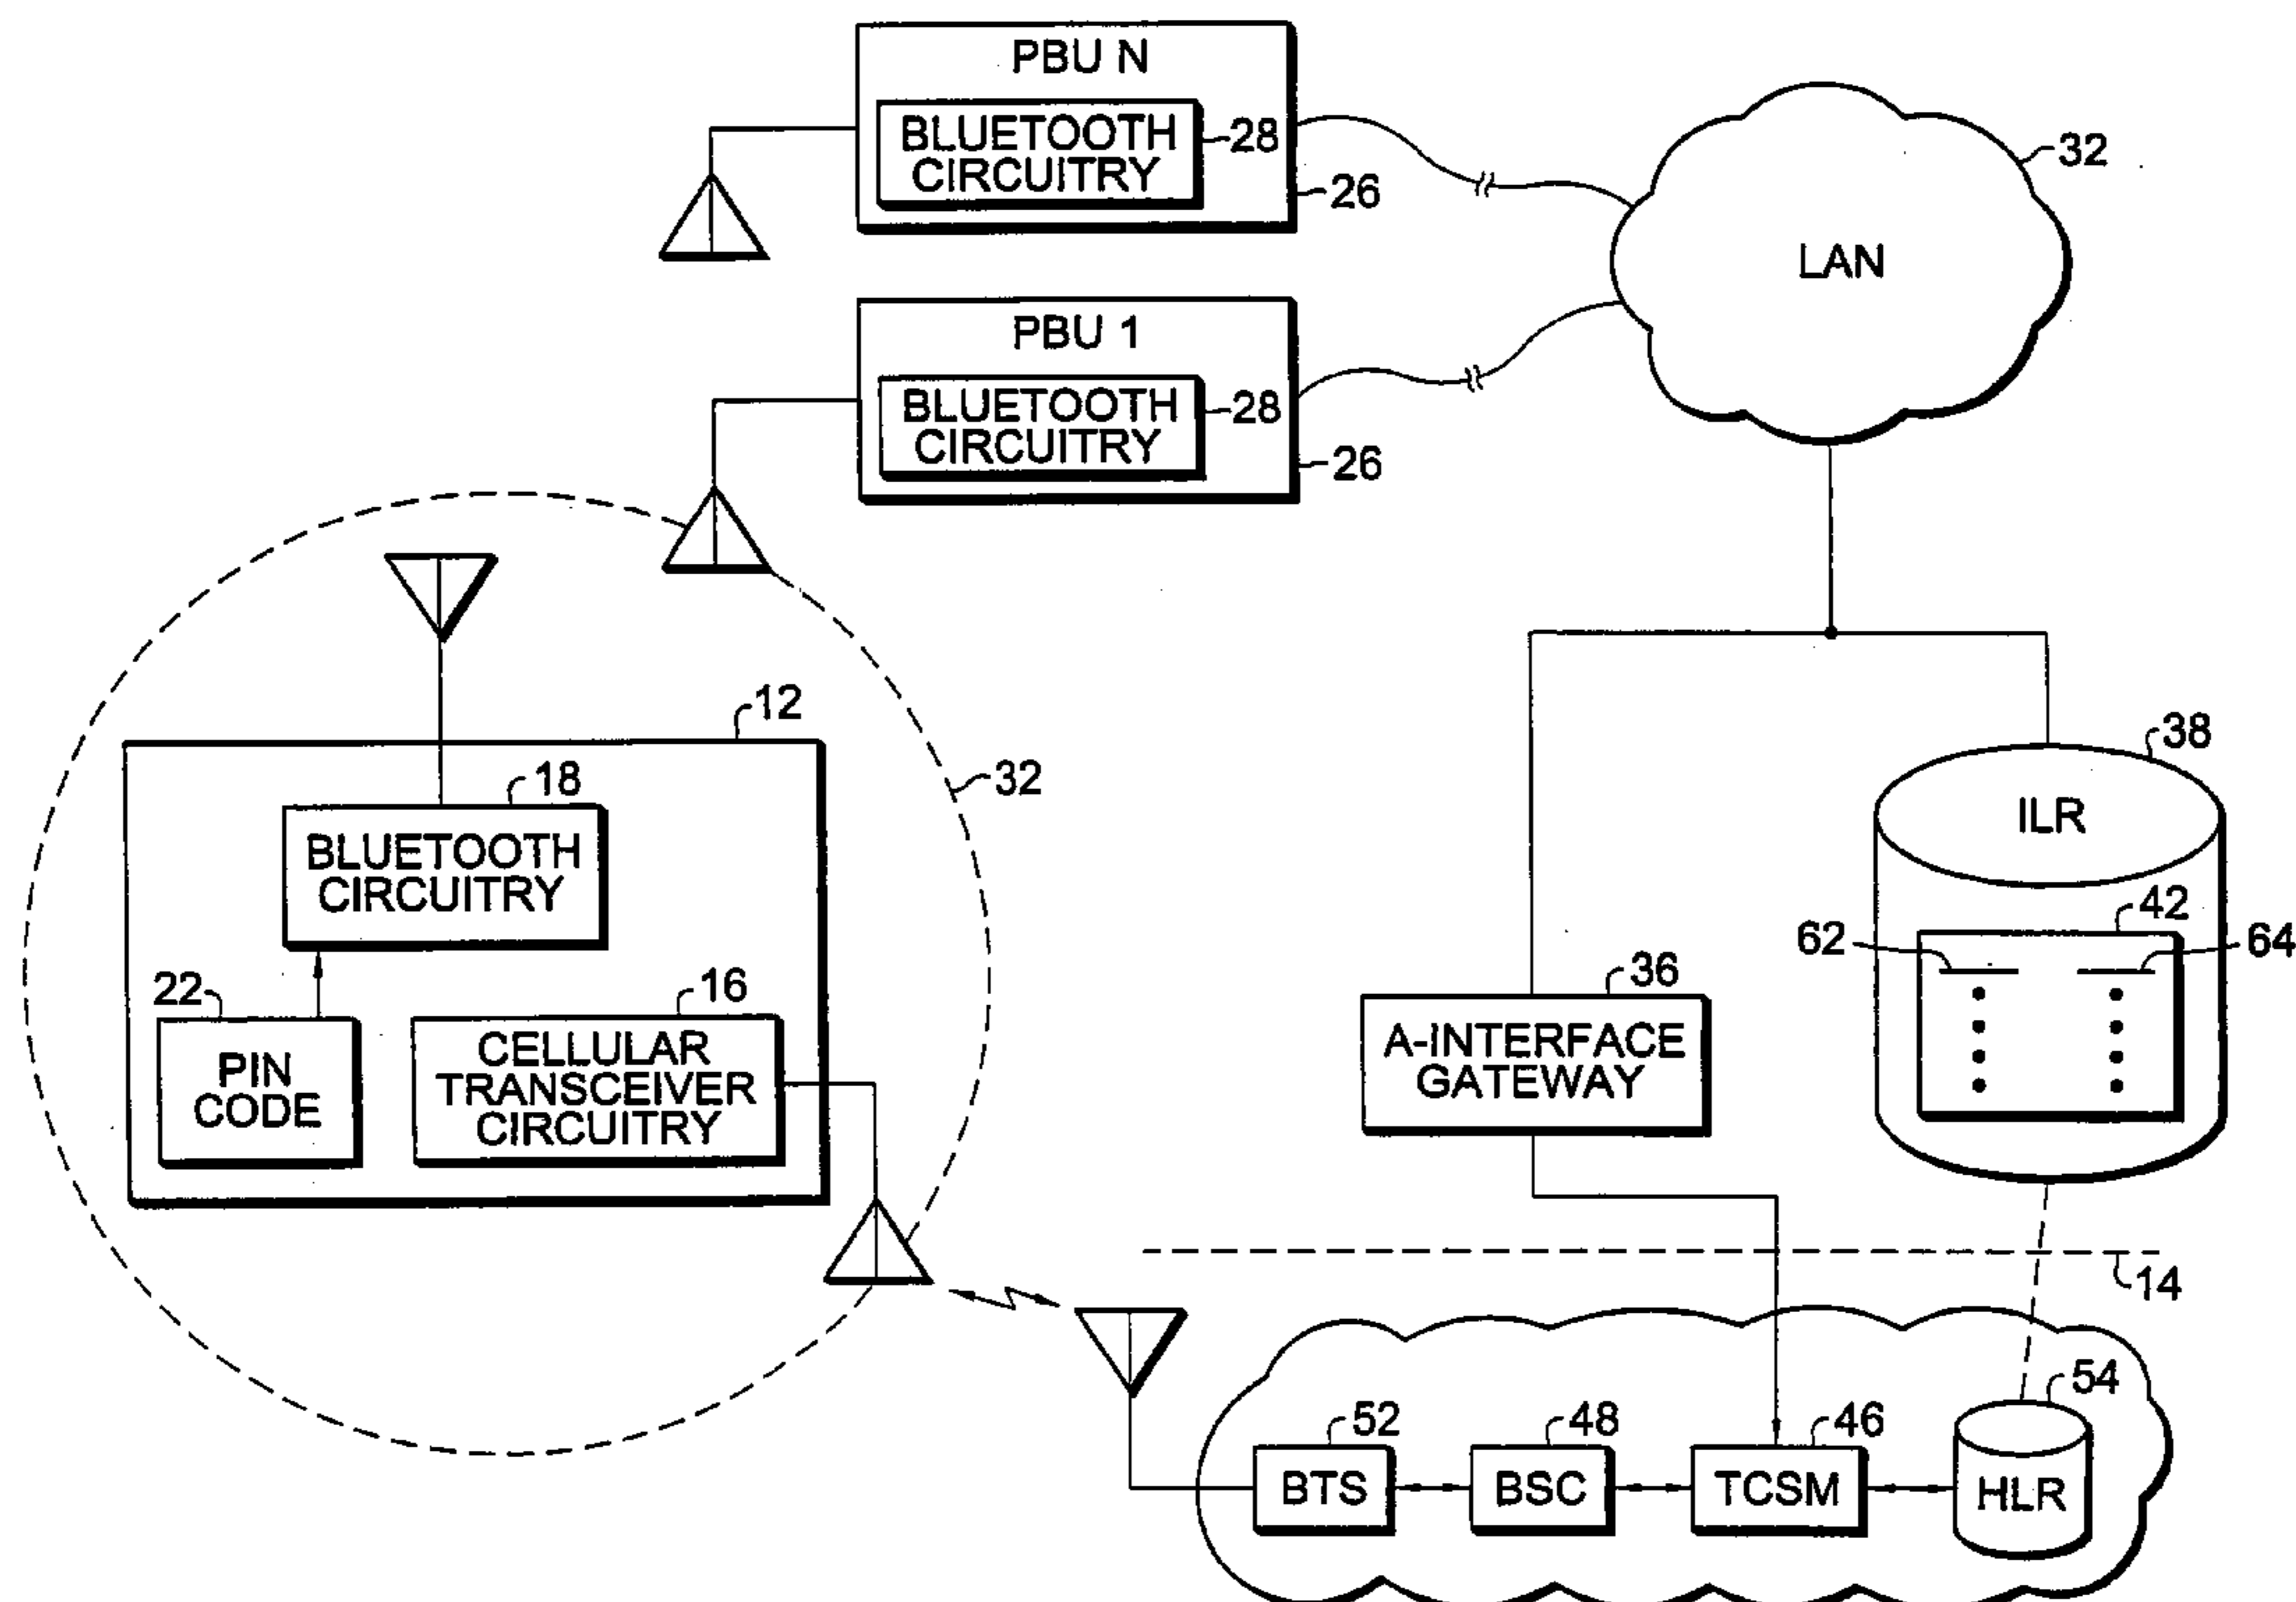 PBU N
BLUETOOTH
CIRCUITRY
28
26
32
LAN
PBU 1
BLUETOOTH
CIRCUITRY
28
26
12
18
32
BLUETOOTH
CIRCUITRY
22
16
PIN
CODE
CELLULAR
TRANSCEIVER
CIRCUITRY
38
ILR
42
62
64
36
A-INTERFACE
GATEWAY
14
54
52
48
46
BTS
BSC
TCSM
HLR